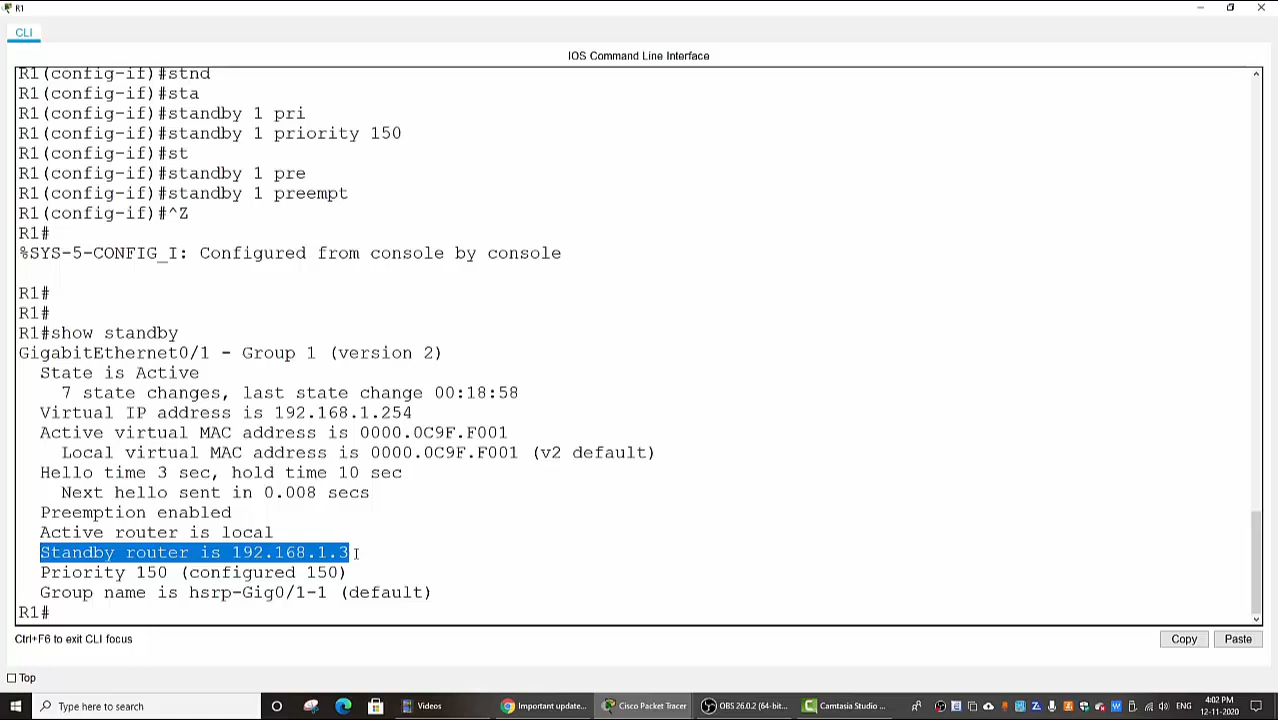 R1
CLI
IOS Command Line Interface
R1(config-if)#stnd
R1(config-if)#sta
R1(config-if)#standby 1 pri
R1(config-if)#standby 1 priority 150
R1(config-if)#st
R1(config-if)#standby 1 pre
R1(config-if)#standby 1 preempt
R1(config-if)#^Z
R1#
%SYS-5-CONFIG_I: Configured from console by console
R1#
R1#
R1#show standby
GigabitEthernet0/1 - Group 1 (version 2)
State is Active
7 state changes, last state change 00:18:58
Virtual IP address is 192.168.1.254
Active virtual MAC address is 0000.0C9F.F001
Local virtual MAC address is 0000.0C9F.F001 (v2 default)
Hello time 3 sec, hold time 10 sec
Next hello sent in 0.008 secs
Preemption enabled
Active router is local
Standby router is 192.168.1.3
Priority 150 (configured 150)
Group name is hsrp-Gig0/1-1 (default)
R1#
Ctrl+F6 to exit CLI focus
Copy
Paste
Top
Type here to search
Videos
Important update...
Cisco Packet Tracer
OBS 26.0.2 (64-bit...
Camtasia Studio ...
ENG
4:02 PM
12-11-2020